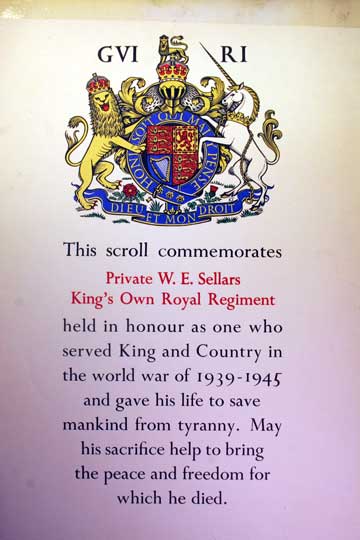 GVI RI
HONI SOIT QUI MAL Y PENSE
DIEU ET MON DROIT
This scroll commemorates
Private W. E. Sellars
King's Own Royal Regiment
held in honour as one who
served King and Country in
the world war of 1939-1945
and gave his life to save
mankind from tyranny. May
his sacrifice help to bring
the peace and freedom for
which he died.